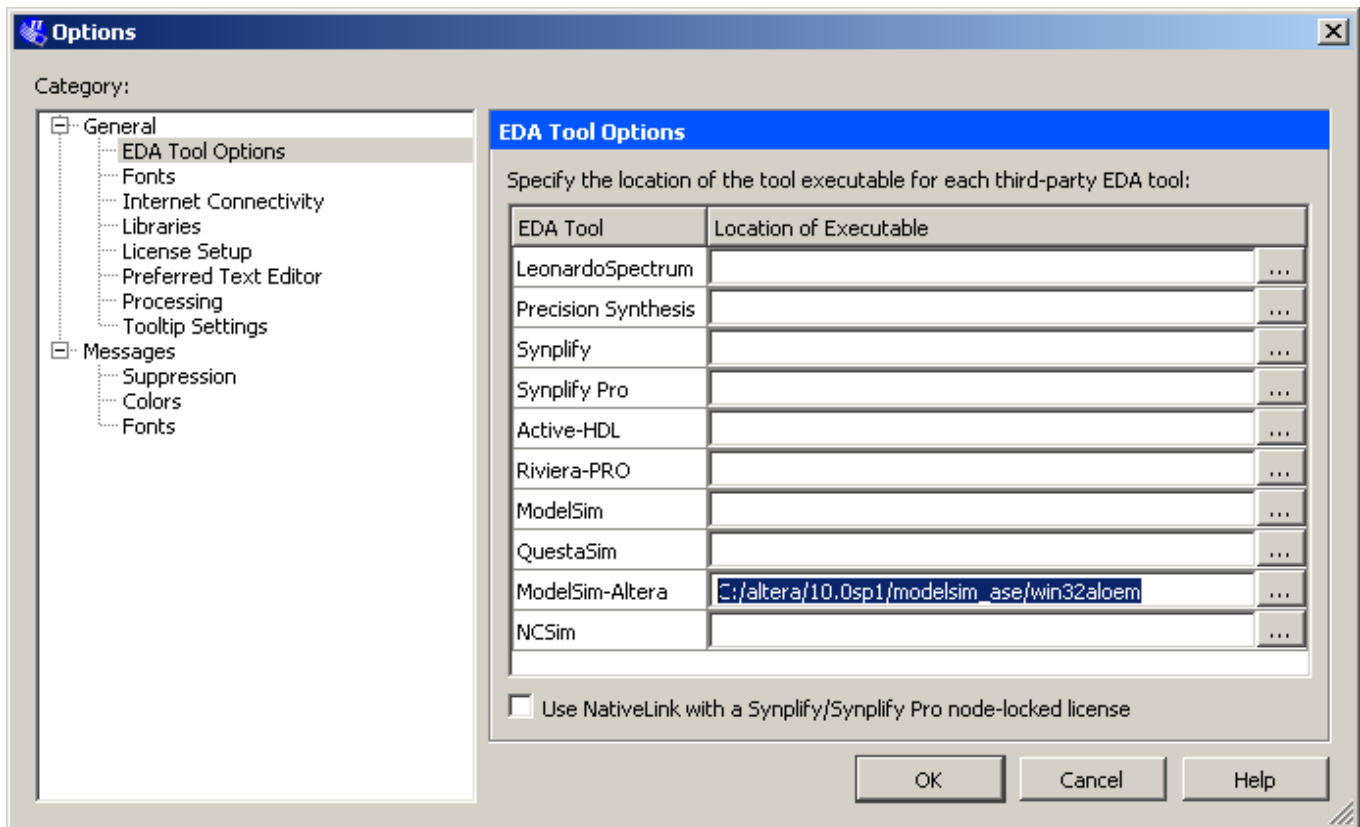 Options
Category:
General
EDA Tool Options
Fonts
Internet Connectivity
Libraries
License Setup
Preferred Text Editor
Processing
Tooltip Settings
Messages
Suppression
Colors
Fonts
EDA Tool Options
Specify the location of the tool executable for each third-party EDA tool:
EDA Tool Location of Executable
LeonardoSpectrum ...
Precision Synthesis ...
Synplify ...
Synplify Pro ...
Active-HDL ...
Riviera-PRO ...
ModelSim ...
QuestaSim ...
ModelSim-Altera C:/altera/10.0sp1/modelsim_ase/win32aloem ...
NCSim ...
Use NativeLink with a Synplify/Synplify Pro node-locked license
OK Cancel Help